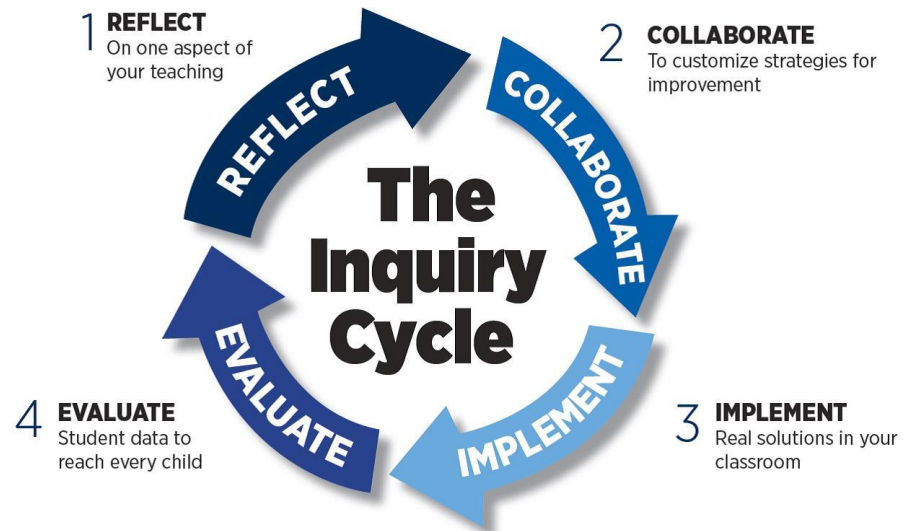 1 REFLECT
On one aspect of
your teaching
2 COLLABORATE
To customize strategies for
improvement
REFLECT
COLLABORATE
The
Inquiry
Cycle
EVALUATE
IMPLEMENT
4 EVALUATE
Student data to
reach every child
3 IMPLEMENT
Real solutions in your
classroom